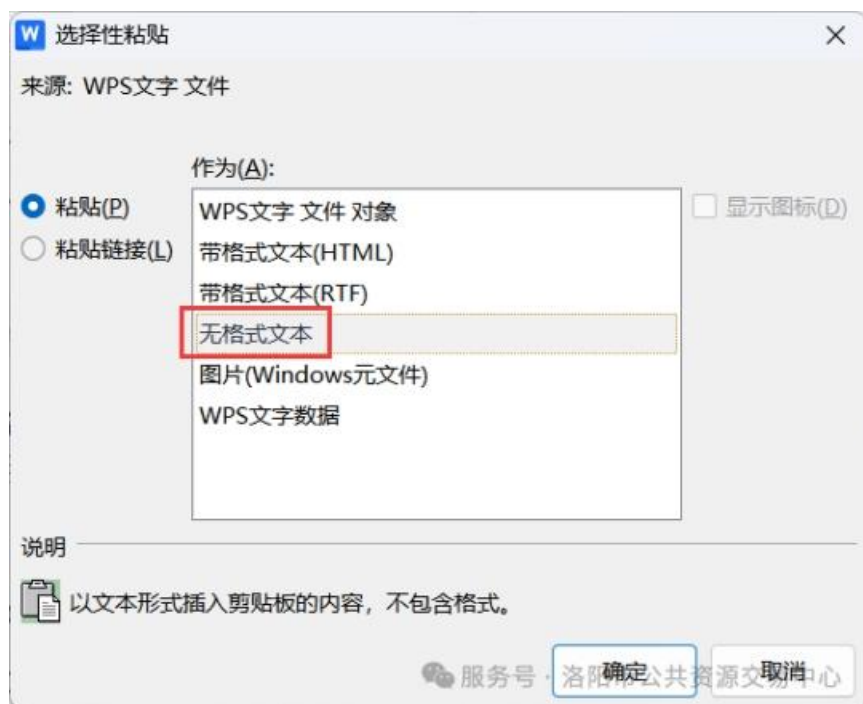 W 选择性粘贴
来源: WPS文字 文件
作为(A):
粘贴(P)
粘贴链接(L)
WPS文字 文件 对象
带格式文本(HTML)
带格式文本(RTF)
无格式文本
图片(Windows元文件)
WPS文字数据
显示图标(D)
说明
以文本形式插入剪贴板的内容，不包含格式。
确定
取消
服务号 · 洛阳市公共资源交易中心